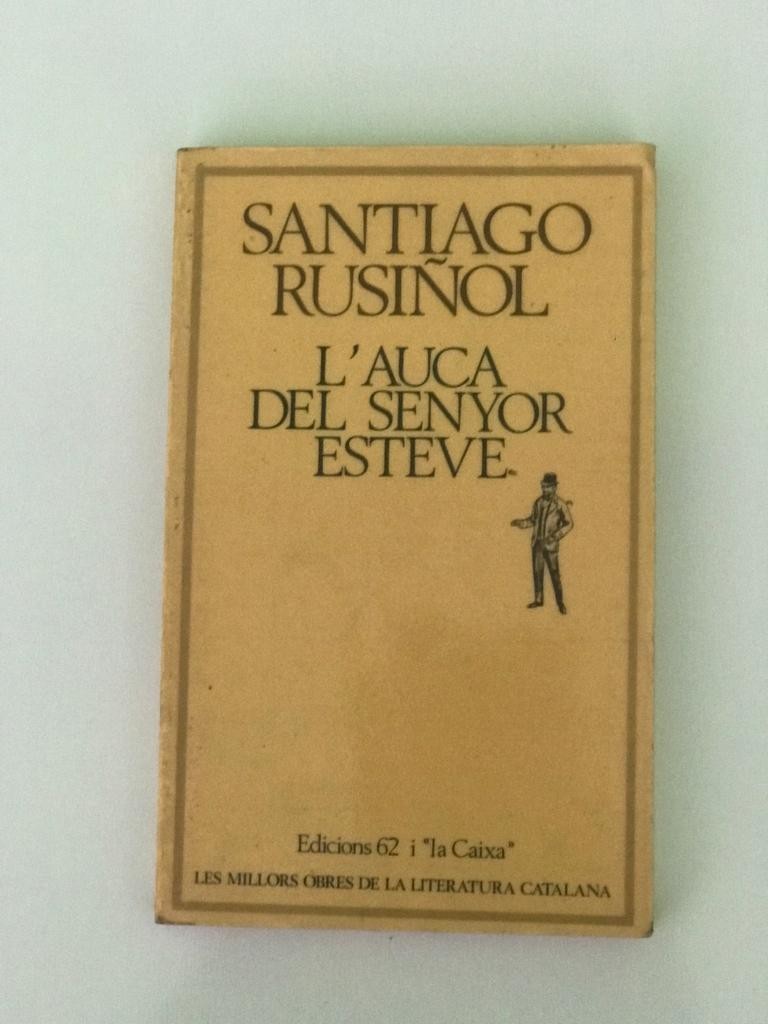 SANTIAGO
RUSIÑOL
L'AUCA
DEL SENYOR
ESTEVE
Edicions 62 i "la Caixa"
LES MILLORS OBRES DE LA LITERATURA CATALANA